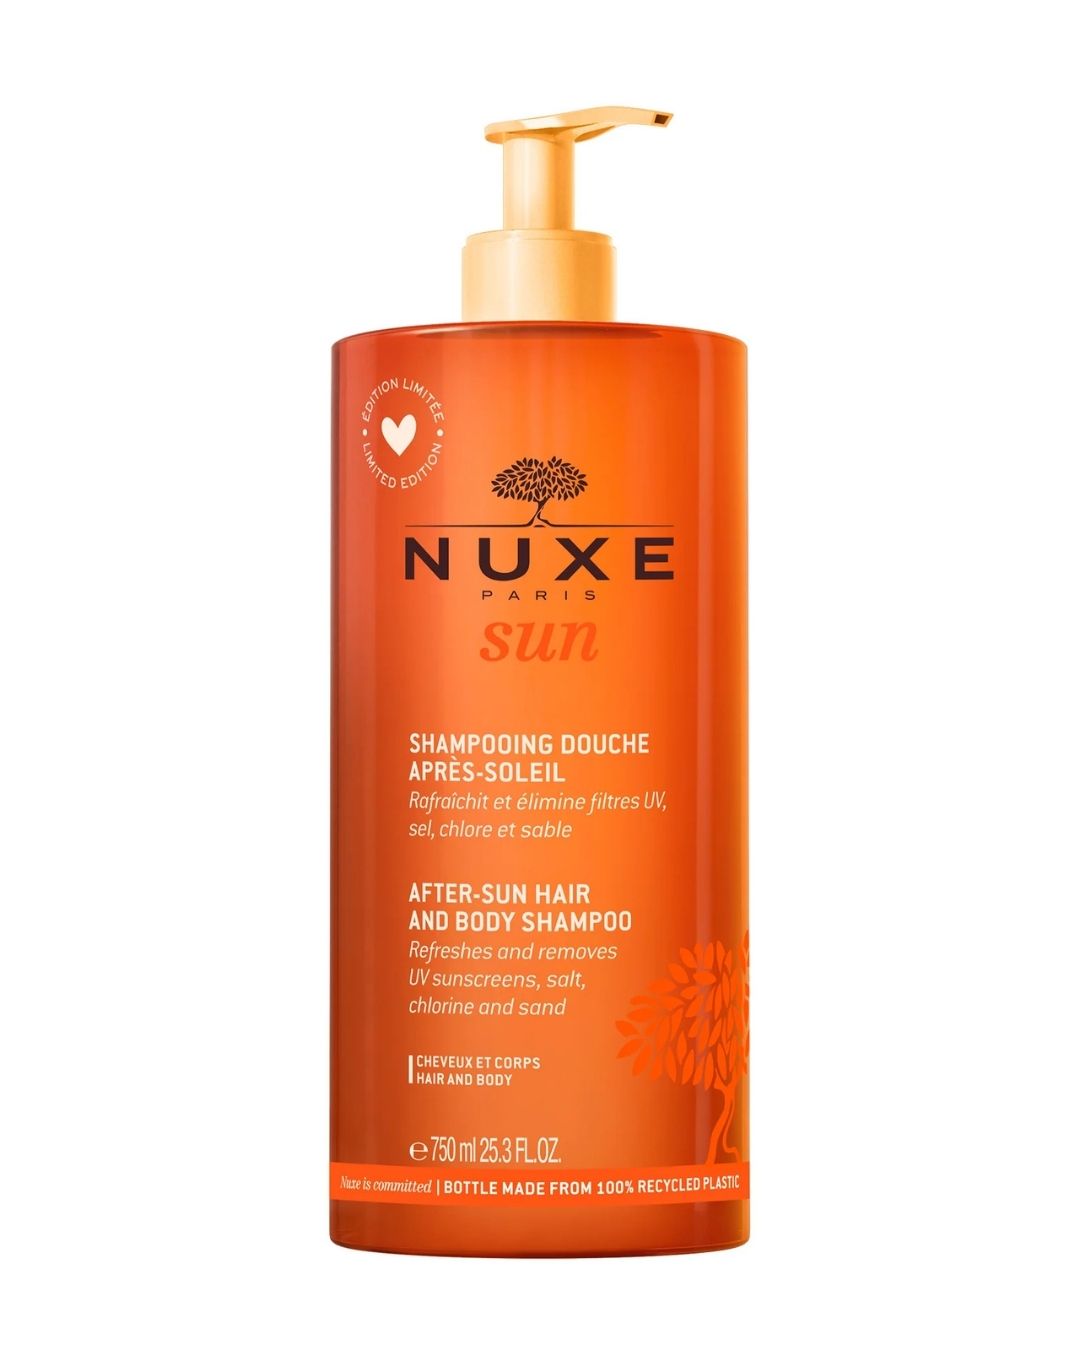 ÉDITION LIMITÉE
LIMITED EDITION
NUXE
PARIS
sun
SHAMPOOING DOUCHE
APRÈS-SOLEIL
Rafraîchit et élimine filtres UV,
sel, chlore et sable
AFTER-SUN HAIR
AND BODY SHAMPOO
Refreshes and removes
UV sunscreens, salt,
chlorine and sand
CHEVEUX ET CORPS
HAIR AND BODY
℮ 750 ml 25.3 FL.OZ.
Nuxe is committed | BOTTLE MADE FROM 100% RECYCLED PLASTIC